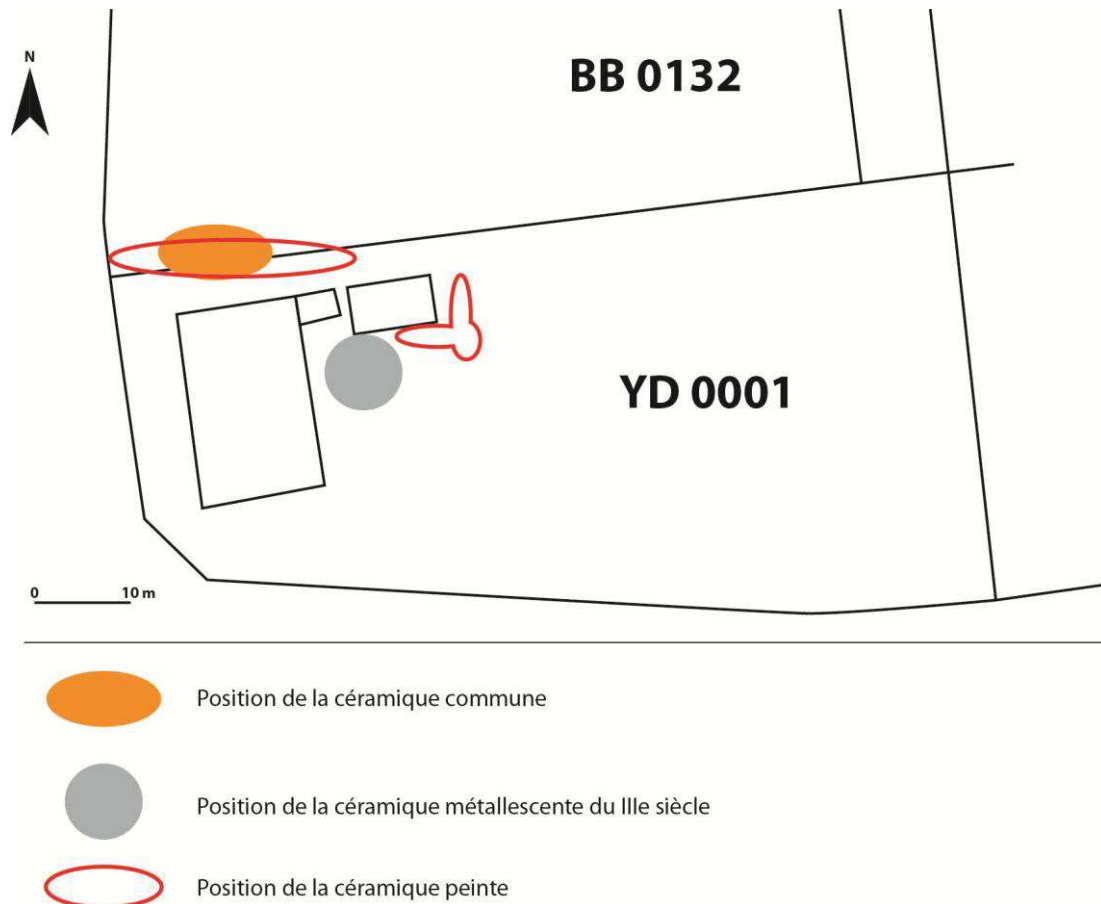 N
BB 0132
YD 0001
0 10 m
Position de la céramique commune
Position de la céramique métallescente du IIIe siècle
Position de la céramique peinte